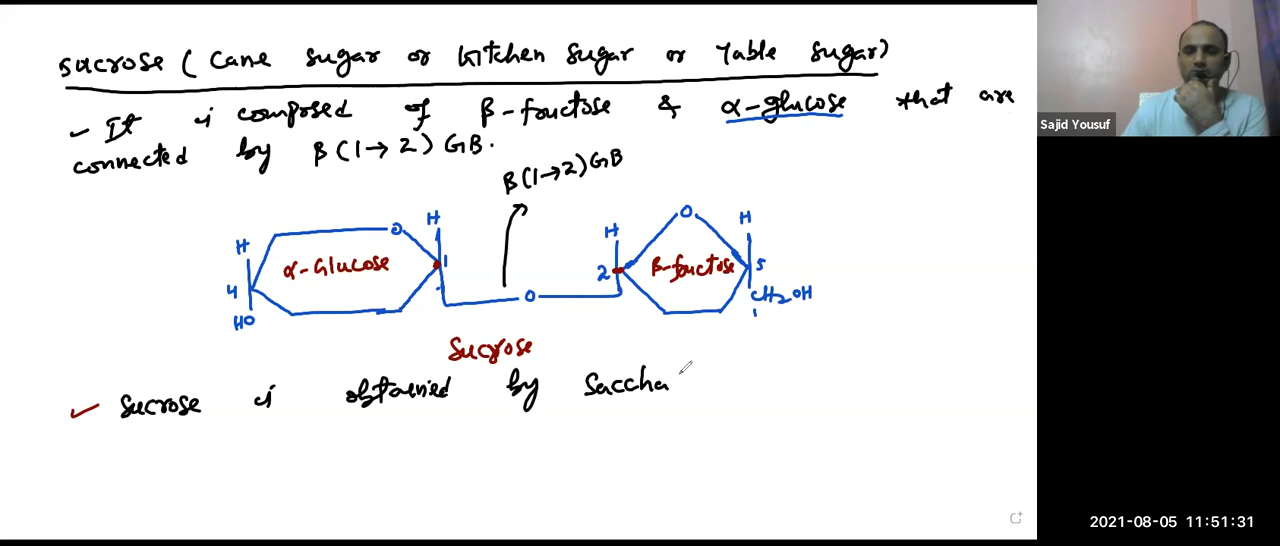 sucrose ( cane sugar or kitchen sugar or Table sugar)
It is composed of β-fructose & α-glucose that are
connected by β(1→2) GB.
β(1→2) GB
H
O
H
α-Glucose
1
4
HO
O
H
2
β-fructose
O
H
5
CH2OH
Sucrose
Sucrose is obtained by Saccha
Sajid Yousuf
2021-08-05 11:51:31